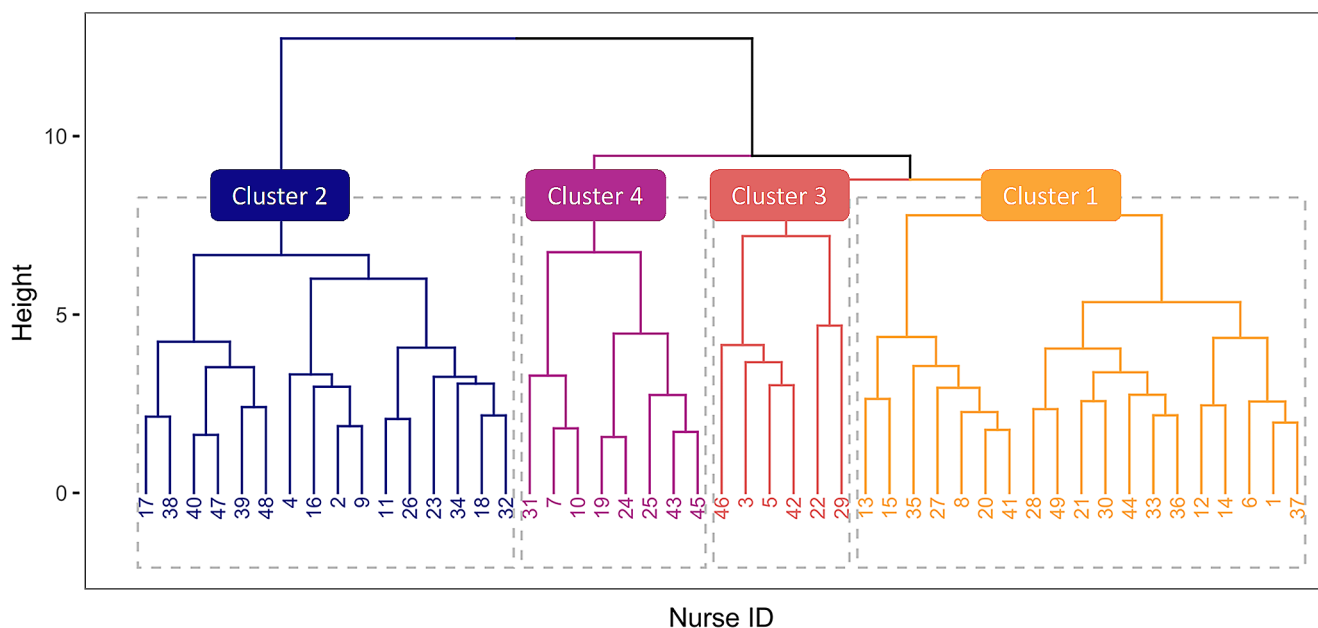 Height
10
5
0
Cluster 2
Cluster 4
Cluster 3
Cluster 1
17 38 40 47 39 48 4 16 2 9 11 26 23 34 18 32 31 7 10 19 24 25 43 45 46 3 5 42 22 29 13 15 35 27 8 20 41 28 49 21 30 44 33 36 12 14 6 1 37
Nurse ID